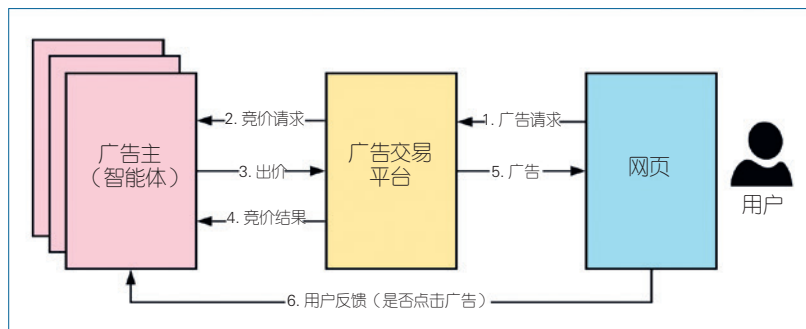 广告主
（智能体）
2. 竞价请求
3. 出价
4. 竞价结果
广告交易
平台
1. 广告请求
5. 广告
网页
用户
6. 用户反馈（是否点击广告）